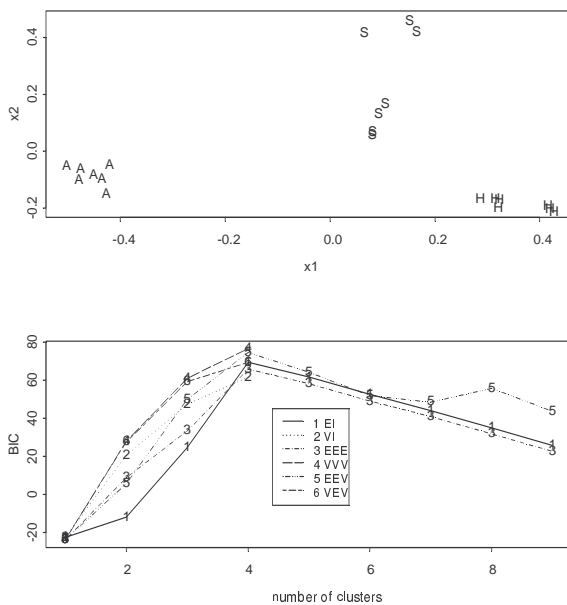 0.4
0.2
0.0
-0.2
x2
S
S
S
S
S
S
S
A
A
A
A
A
A
A
H
H
H
H
H
H
H
-0.4
-0.2
0.0
0.2
0.4
x1
80
60
40
20
0
-20
BIC
1 EI
2 VI
3 EEE
4 VVV
5 EEV
6 VEV
2
4
6
8
number of clusters